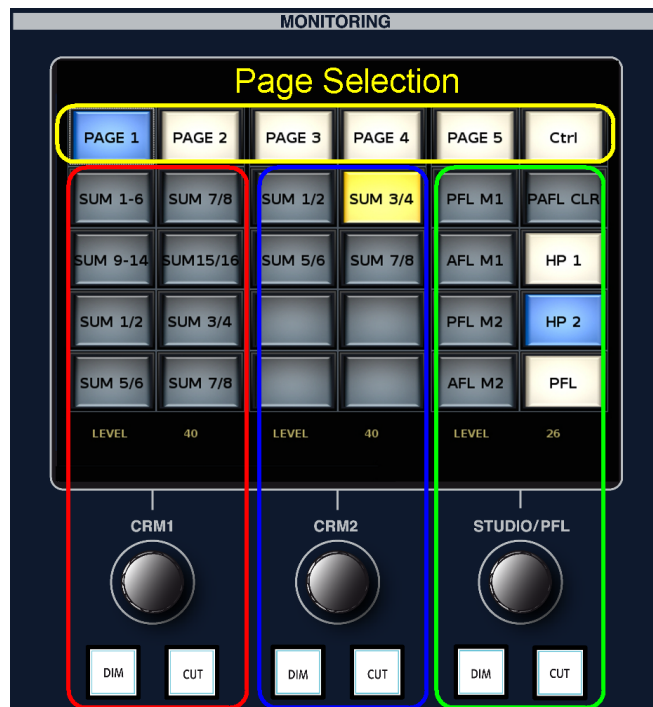 MONITORING
Page Selection
PAGE 1 PAGE 2 PAGE 3 PAGE 4 PAGE 5 Ctrl
SUM 1-6 SUM 7/8 SUM 1/2 SUM 3/4 PFL M1 PAFL CLR
SUM 9-14 SUM15/16 SUM 5/6 SUM 7/8 AFL M1 HP 1
SUM 1/2 SUM 3/4 PFL M2 HP 2
SUM 5/6 SUM 7/8 AFL M2 PFL
LEVEL 40 LEVEL 40 LEVEL 26
CRM1 CRM2 STUDIO/PFL
DIM CUT DIM CUT DIM CUT